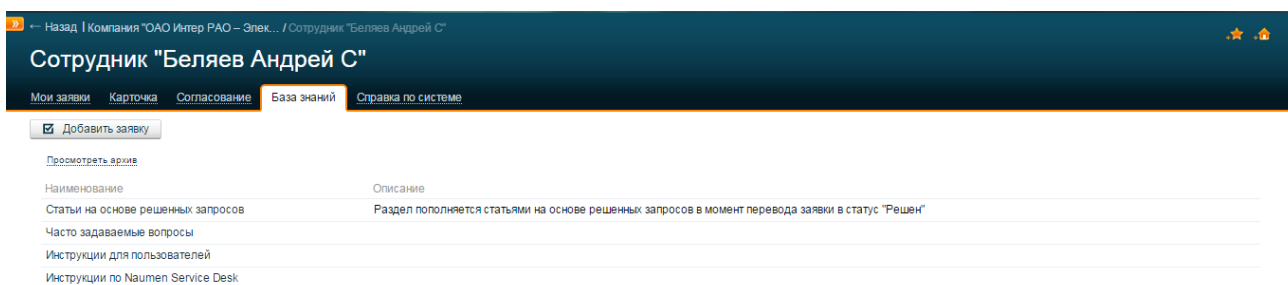 ← Назад | Компания "ОАО Интер РАО – Элек... / Сотрудник "Беляев Андрей С"
Сотрудник "Беляев Андрей С"
Мои заявки Карточка Согласование База знаний Справка по системе
Добавить заявку
Просмотреть архив
Наименование Описание
Статьи на основе решенных запросов Раздел пополняется статьями на основе решенных запросов в момент перевода заявки в статус "Решен"
Часто задаваемые вопросы
Инструкции для пользователей
Инструкции по Naumen Service Desk